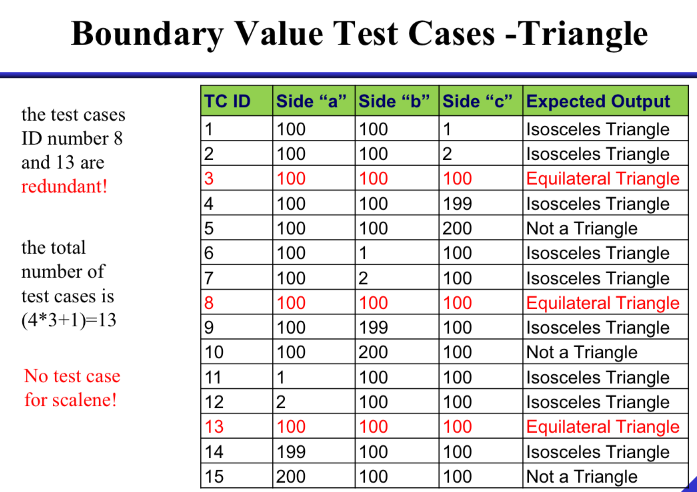 Boundary Value Test Cases -Triangle
the test cases
ID number 8
and 13 are
redundant!
the total
number of
test cases is
(4*3+1)=13
No test case
for scalene!
TC ID Side “a” Side “b” Side “c” Expected Output
1 100 100 1 Isosceles Triangle
2 100 100 2 Isosceles Triangle
3 100 100 100 Equilateral Triangle
4 100 100 199 Isosceles Triangle
5 100 100 200 Not a Triangle
6 100 1 100 Isosceles Triangle
7 100 2 100 Isosceles Triangle
8 100 100 100 Equilateral Triangle
9 100 199 100 Isosceles Triangle
10 100 200 100 Not a Triangle
11 1 100 100 Isosceles Triangle
12 2 100 100 Isosceles Triangle
13 100 100 100 Equilateral Triangle
14 199 100 100 Isosceles Triangle
15 200 100 100 Not a Triangle